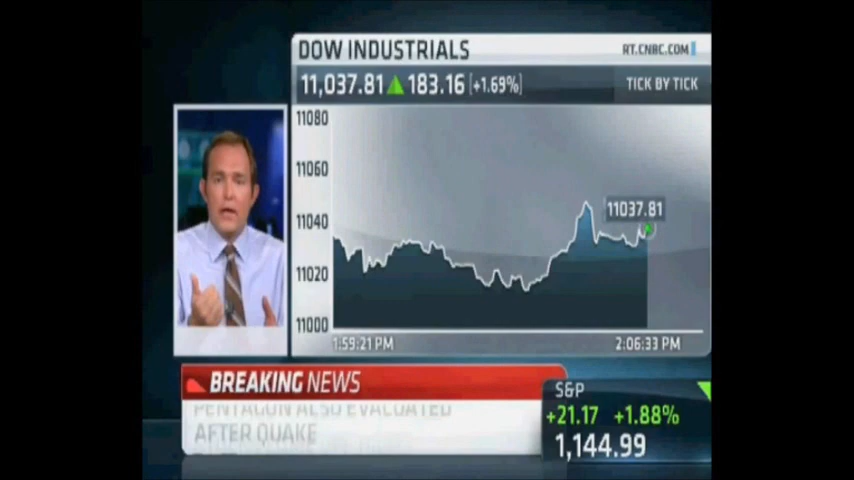 DOW INDUSTRIALS
RT.CNBC.COM
11,037.81 ▲ 183.16 [+1.69%]
TICK BY TICK
11080
11060
11040
11020
11000
11037.81
1:59:21 PM
2:06:33 PM
BREAKING NEWS
PENTAGON ALSO EVACUATED
AFTER QUAKE
S&P
+21.17 +1.88%
1,144.99